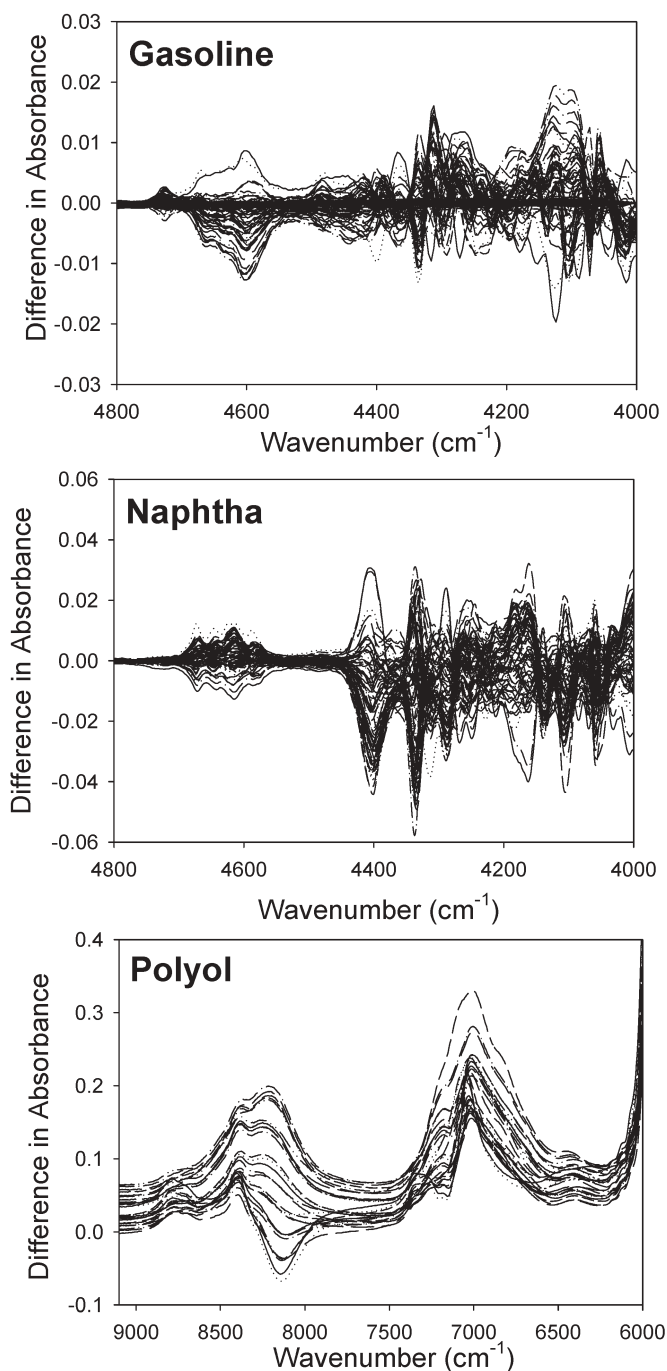 Gasoline
Difference in Absorbance
0.03
0.02
0.01
0.00
-0.01
-0.02
-0.03
4800 4600 4400 4200 4000
Wavenumber (cm-1)
Naphtha
Difference in Absorbance
0.06
0.04
0.02
0.00
-0.02
-0.04
-0.06
4800 4600 4400 4200 4000
Wavenumber (cm-1)
Polyol
Difference in Absorbance
0.4
0.3
0.2
0.1
0.0
-0.1
9000 8500 8000 7500 7000 6500 6000
Wavenumber (cm-1)